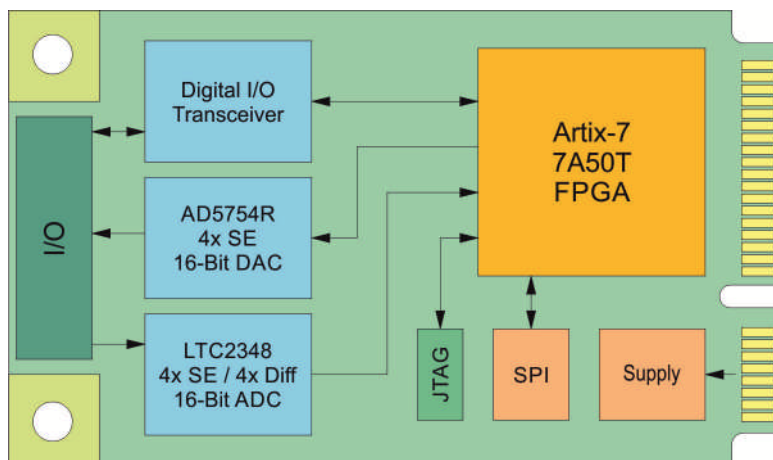 Digital I/O
Transceiver
Artix-7
7A50T
FPGA
I/O
AD5754R
4x SE
16-Bit DAC
LTC2348
4x SE / 4x Diff
16-Bit ADC
JTAG
SPI
Supply